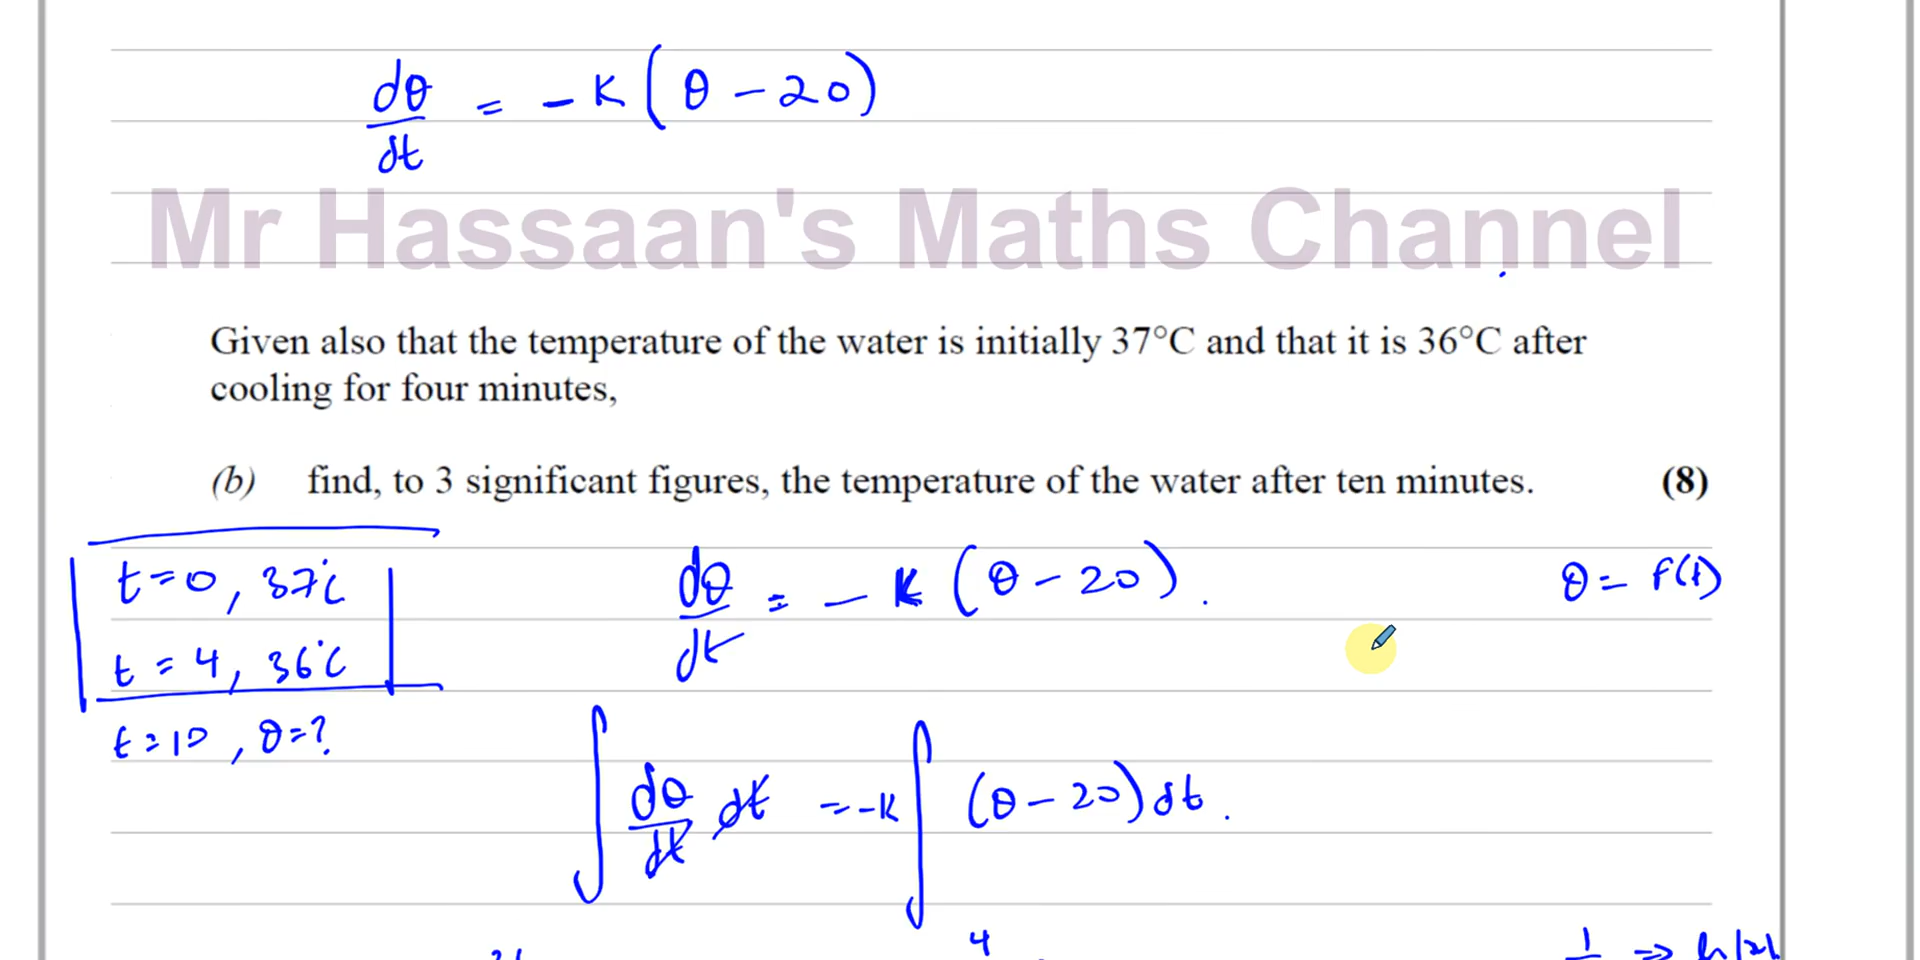 dθ/dt = -k(θ - 20)
Mr Hassaan's Maths Channel
Given also that the temperature of the water is initially 37°C and that it is 36°C after
cooling for four minutes,
(b) find, to 3 significant figures, the temperature of the water after ten minutes. (8)
t=0, 37°C
dθ/dt = -k(θ - 20).
θ = f(t)
t = 4, 36°C
t=10, θ=?
∫ dθ/dt dt = -k ∫ (θ - 20) dt.
4